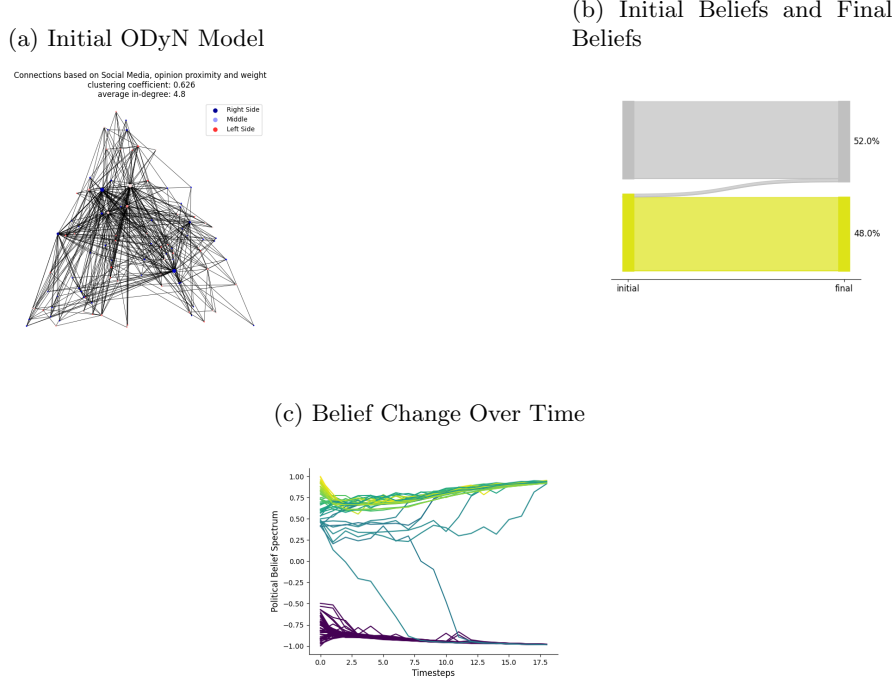 (a) Initial ODyN Model
Connections based on Social Media, opinion proximity and weight
clustering coefficient: 0.626
average in-degree: 4.8
Right Side
Middle
Left Side
(b) Initial Beliefs and Final
Beliefs
52.0%
48.0%
initial
final
(c) Belief Change Over Time
Political Belief Spectrum
1.00
0.75
0.50
0.25
0.00
−0.25
−0.50
−0.75
−1.00
0.0
2.5
5.0
7.5
10.0
12.5
15.0
17.5
Timesteps